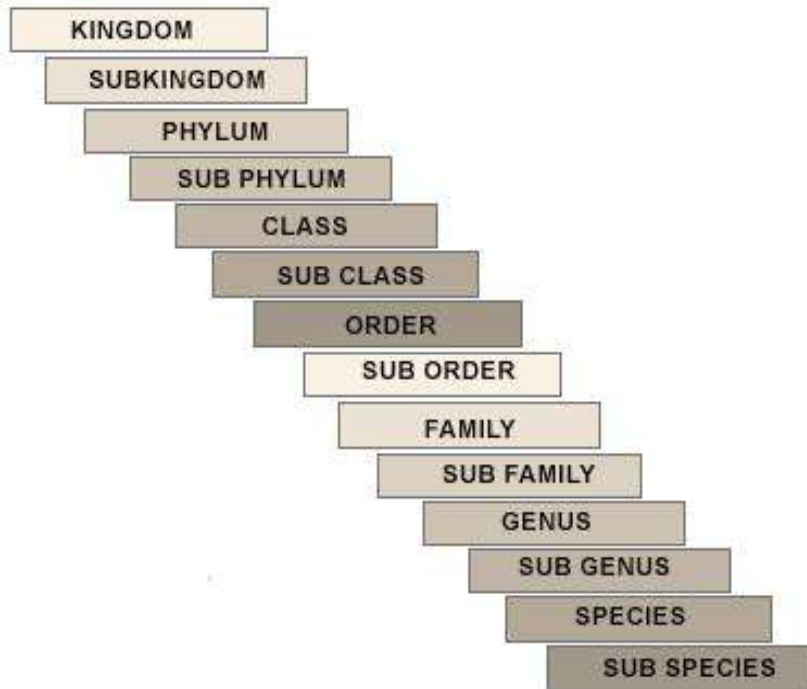 KINGDOM
SUBKINGDOM
PHYLUM
SUB PHYLUM
CLASS
SUB CLASS
ORDER
SUB ORDER
FAMILY
SUB FAMILY
GENUS
SUB GENUS
SPECIES
SUB SPECIES